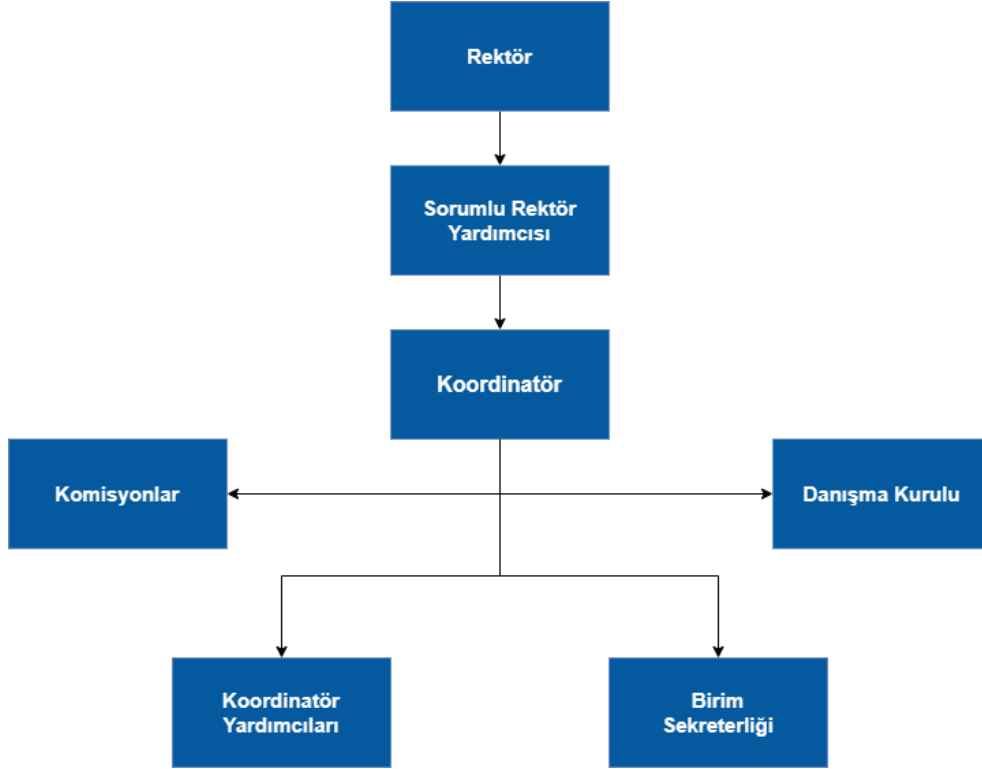 Rektör
Sorumlu Rektör
Yardımcısı
Koordinatör
Komisyonlar
Danışma Kurulu
Koordinatör
Yardımcıları
Birim
Sekreterliği